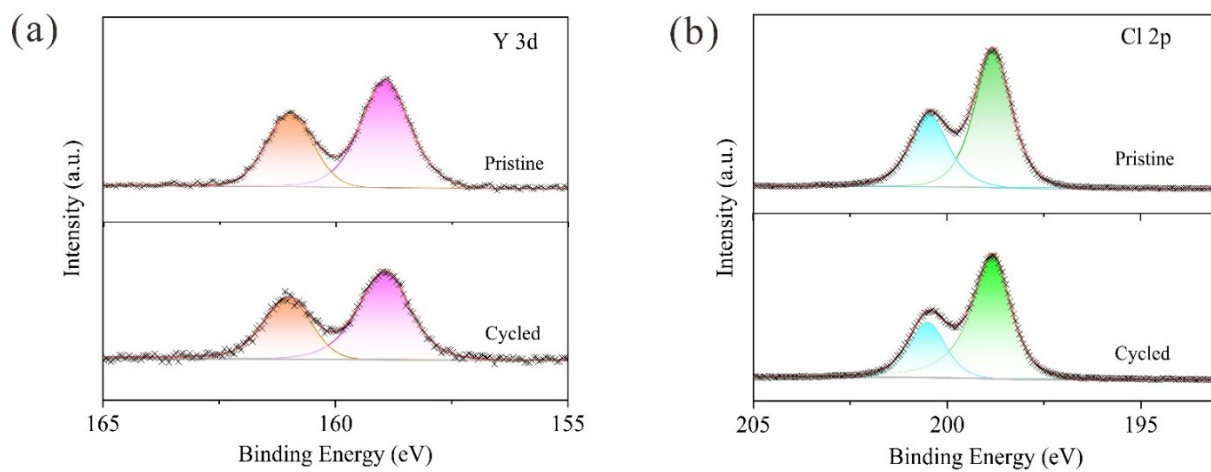 (a)
Y 3d
Pristine
Cycled
Intensity (a.u.)
165 160 155
Binding Energy (eV)
(b)
Cl 2p
Pristine
Cycled
Intensity (a.u.)
205 200 195
Binding Energy (eV)